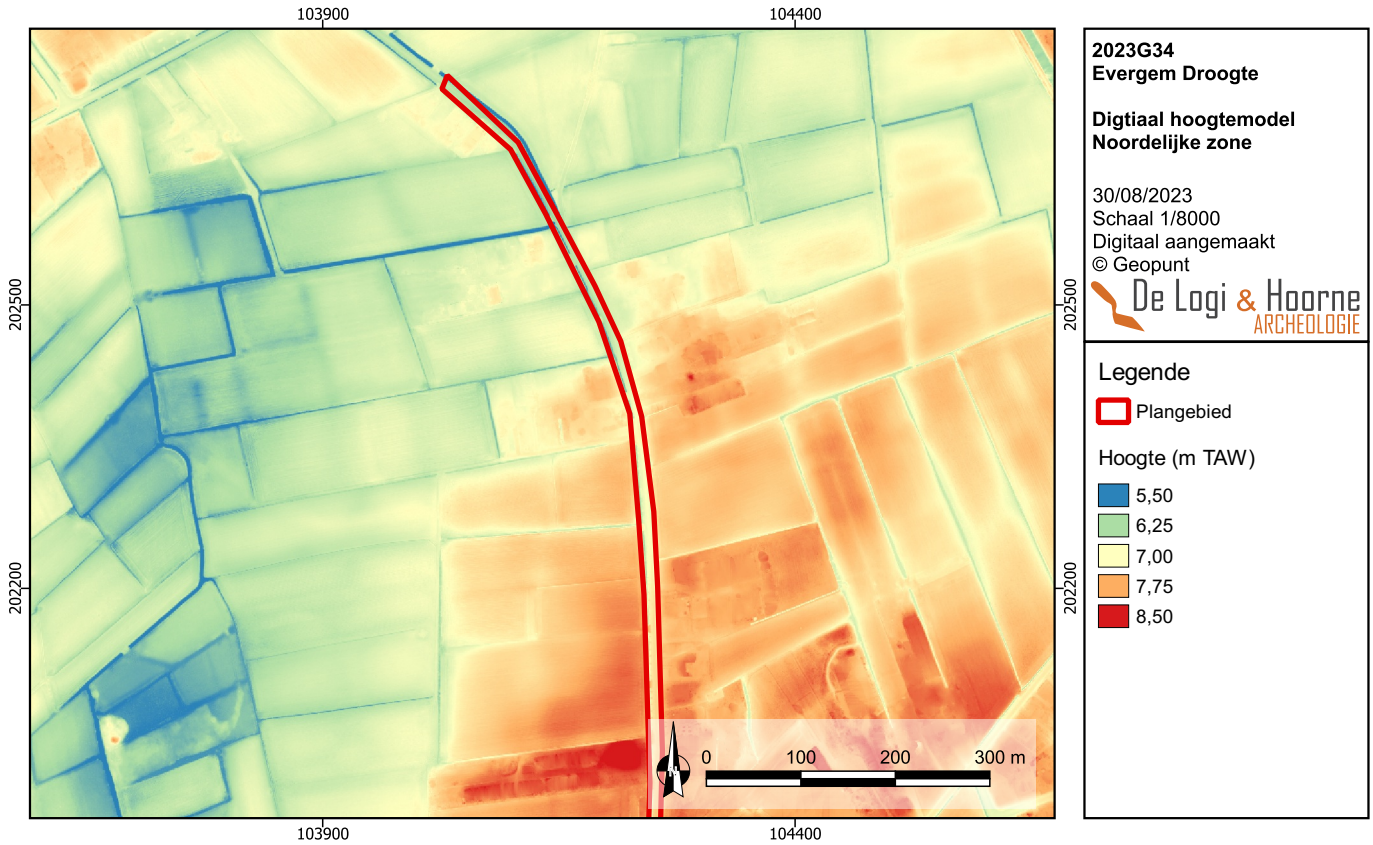 103900
104400
202500
202200
202500
202200
103900
104400
N
0 100 200 300 m
2023G34
Evergem Droogte
Digtiaal hoogtemodel
Noordelijke zone
30/08/2023
Schaal 1/8000
Digitaal aangemaakt
© Geopunt
De Logi & Hoorne
ARCHEOLOGIE
Legende
Plangebied
Hoogte (m TAW)
5,50
6,25
7,00
7,75
8,50